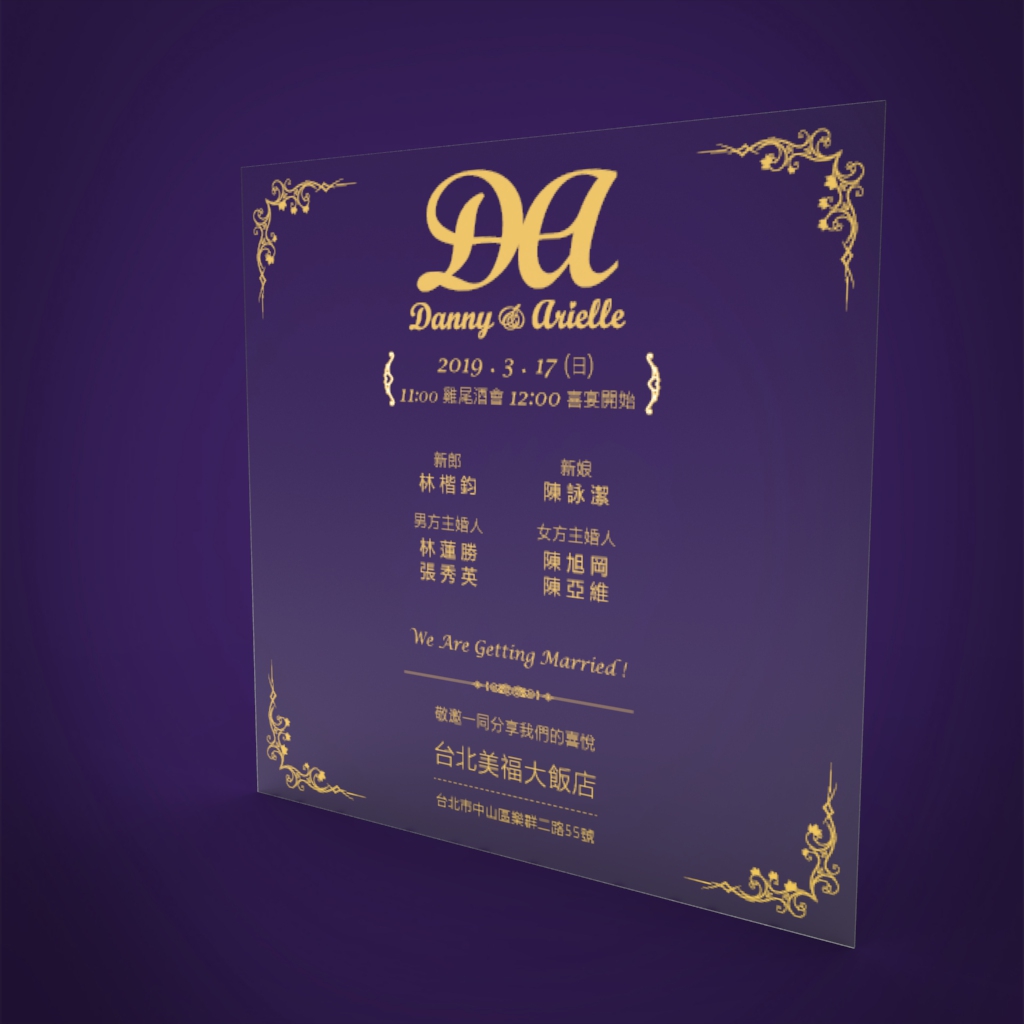 DA
Danny & Arielle
2019 . 3 . 17 (日)
11:00 雞尾酒會 12:00 喜宴開始
新郎
林楷鈞
新娘
陳詠潔
男方主婚人
林蓮勝
張秀英
女方主婚人
陳旭岡
陳亞維
We Are Getting Married !
敬邀一同分享我們的喜悅
台北美福大飯店
台北市中山區樂群二路55號